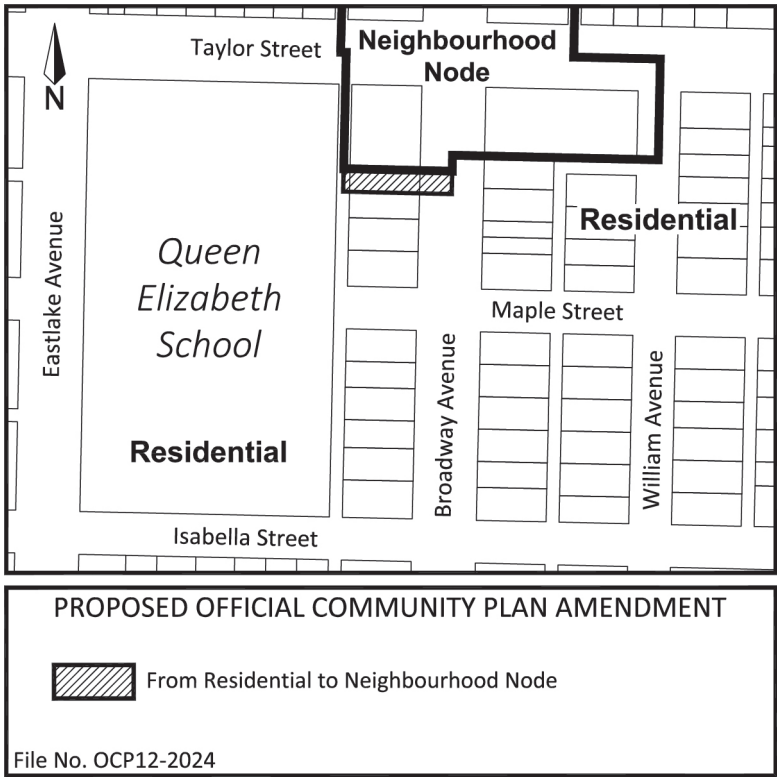 Taylor Street
Neighbourhood
Node
N
Eastlake Avenue
Queen
Elizabeth
School
Residential
Residential
Maple Street
Broadway Avenue
William Avenue
Isabella Street
PROPOSED OFFICIAL COMMUNITY PLAN AMENDMENT
From Residential to Neighbourhood Node
File No. OCP12-2024